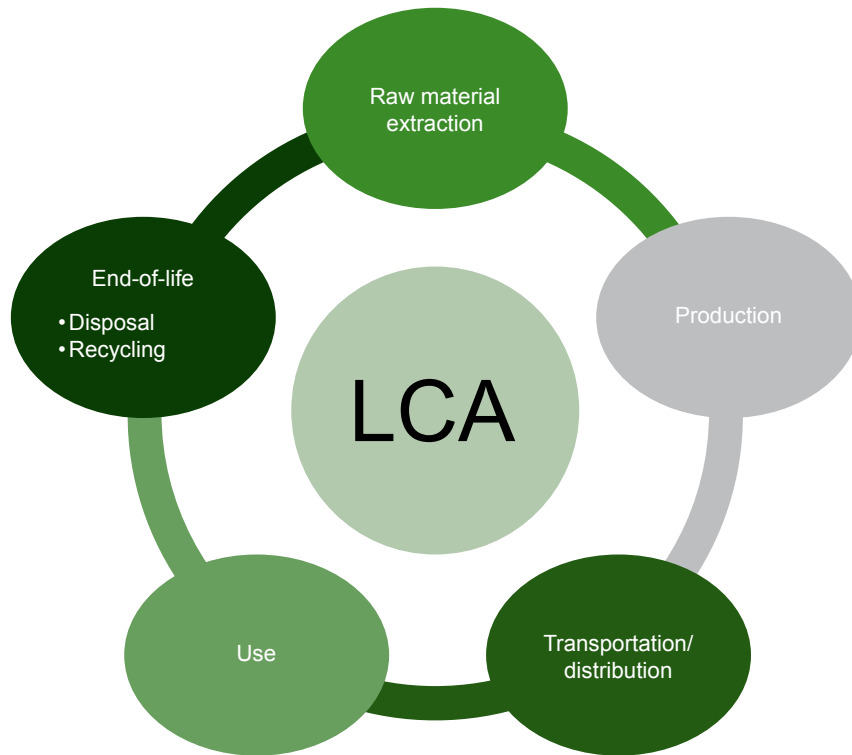 Raw material
extraction
Production
Transportation/
distribution
Use
End-of-life
•Disposal
•Recycling
LCA